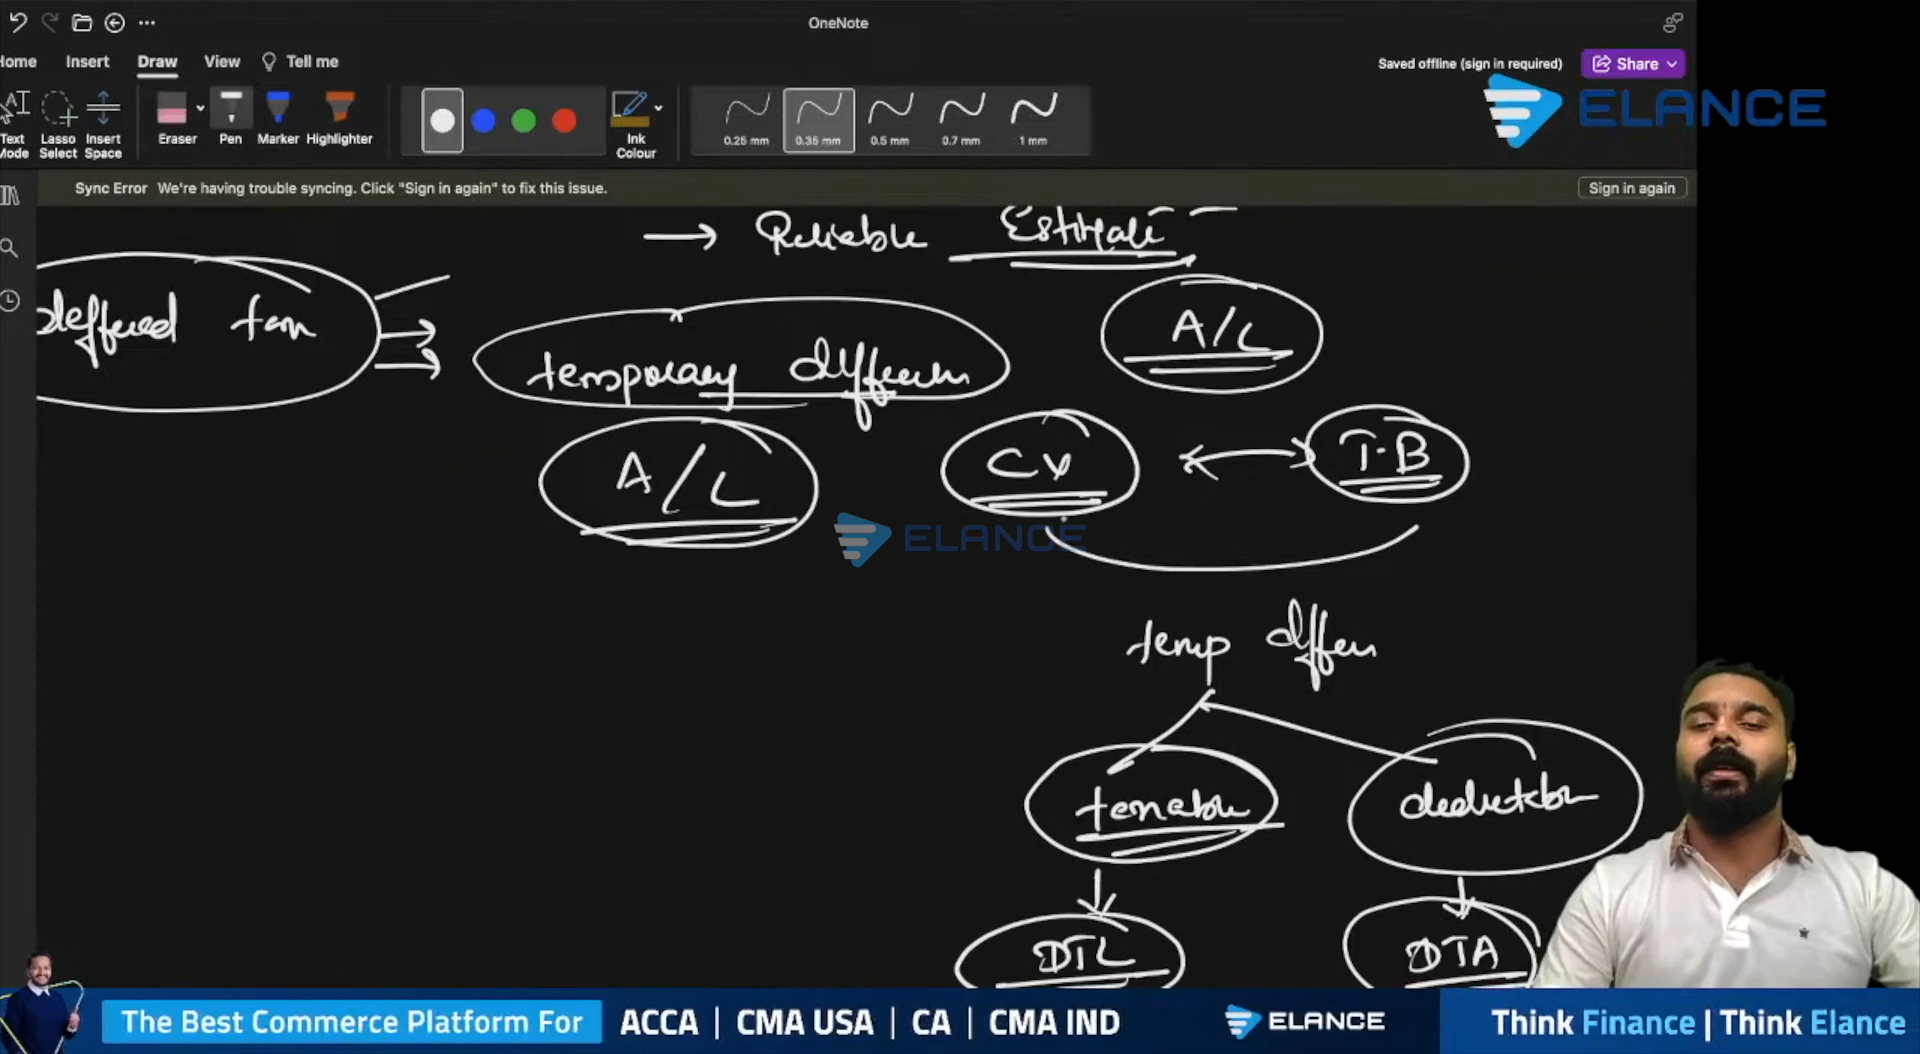 OneNote
Home Insert Draw View Tell me
Saved offline (sign in required) Share
Text Mode
Lasso Select
Insert Space
Eraser
Pen
Marker
Highlighter
Ink Colour
0.25 mm 0.35 mm 0.5 mm 0.7 mm 1 mm
ELANCE
Sync Error We're having trouble syncing. Click "Sign in again" to fix this issue. Sign in again
→ Reliable Estimate
deffered tax
temporary differences
A/L
A/L
CV
T.B
ELANCE
temp differ
taxable
deductible
DTL
DTA
The Best Commerce Platform For ACCA | CMA USA | CA | CMA IND ELANCE Think Finance | Think Elance